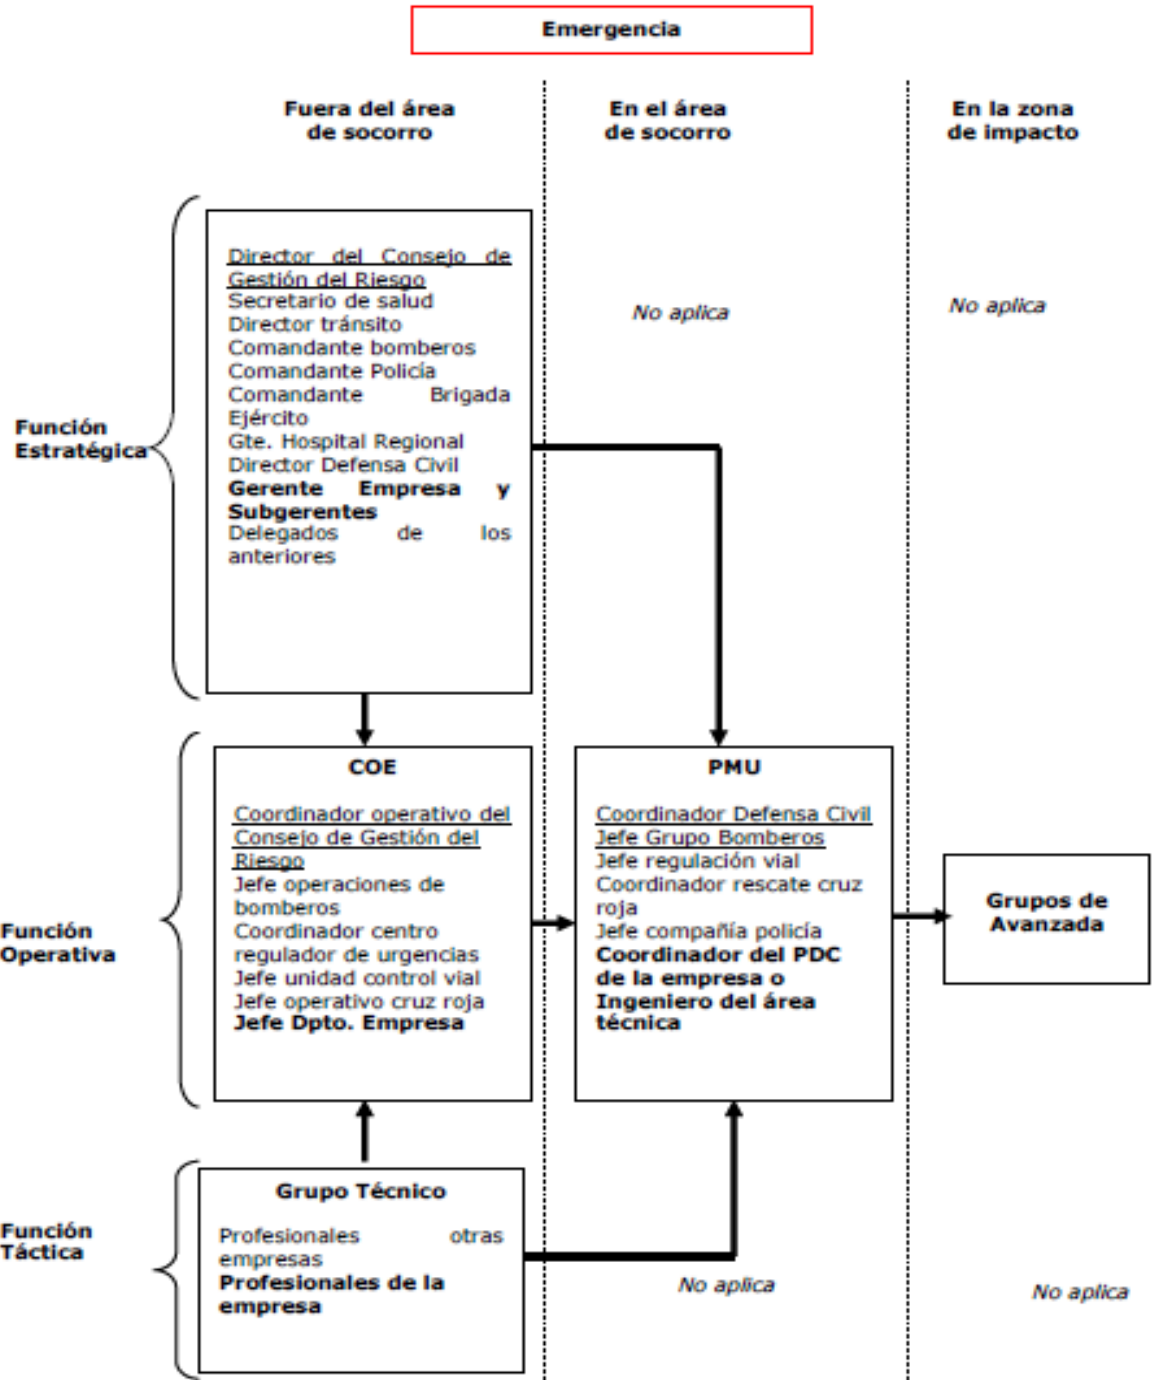 Emergencia
Fuera del área
de socorro
En el área
de socorro
En la zona
de impacto
Función
Estratégica
Director del Consejo de
Gestión del Riesgo
Secretario de salud
Director tránsito
Comandante bomberos
Comandante Policía
Comandante Brigada
Ejército
Gte. Hospital Regional
Director Defensa Civil
Gerente Empresa y
Subgerentes
Delegados de los
anteriores
No aplica
No aplica
Función
Operativa
COE
Coordinador operativo del
Consejo de Gestión del
Riesgo
Jefe operaciones de
bomberos
Coordinador centro
regulador de urgencias
Jefe unidad control vial
Jefe operativo cruz roja
Jefe Dpto. Empresa
PMU
Coordinador Defensa Civil
Jefe Grupo Bomberos
Jefe regulación vial
Coordinador rescate cruz
roja
Jefe compañía policía
Coordinador del PDC
de la empresa o
Ingeniero del área
técnica
Grupos de
Avanzada
Función
Táctica
Grupo Técnico
Profesionales otras
empresas
Profesionales de la
empresa
No aplica
No aplica